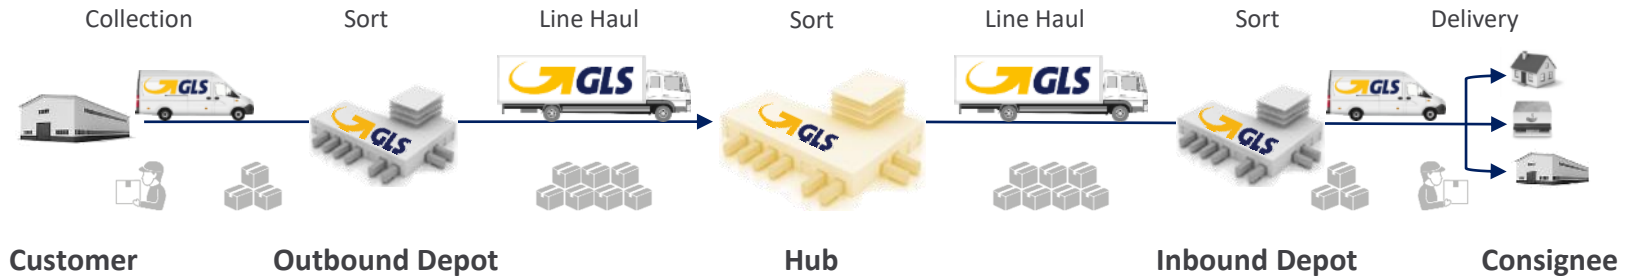 Collection
Sort
Line Haul
Sort
Line Haul
Sort
Delivery
GLS
GLS
GLS
GLS
GLS
GLS
GLS
Customer
Outbound Depot
Hub
Inbound Depot
Consignee